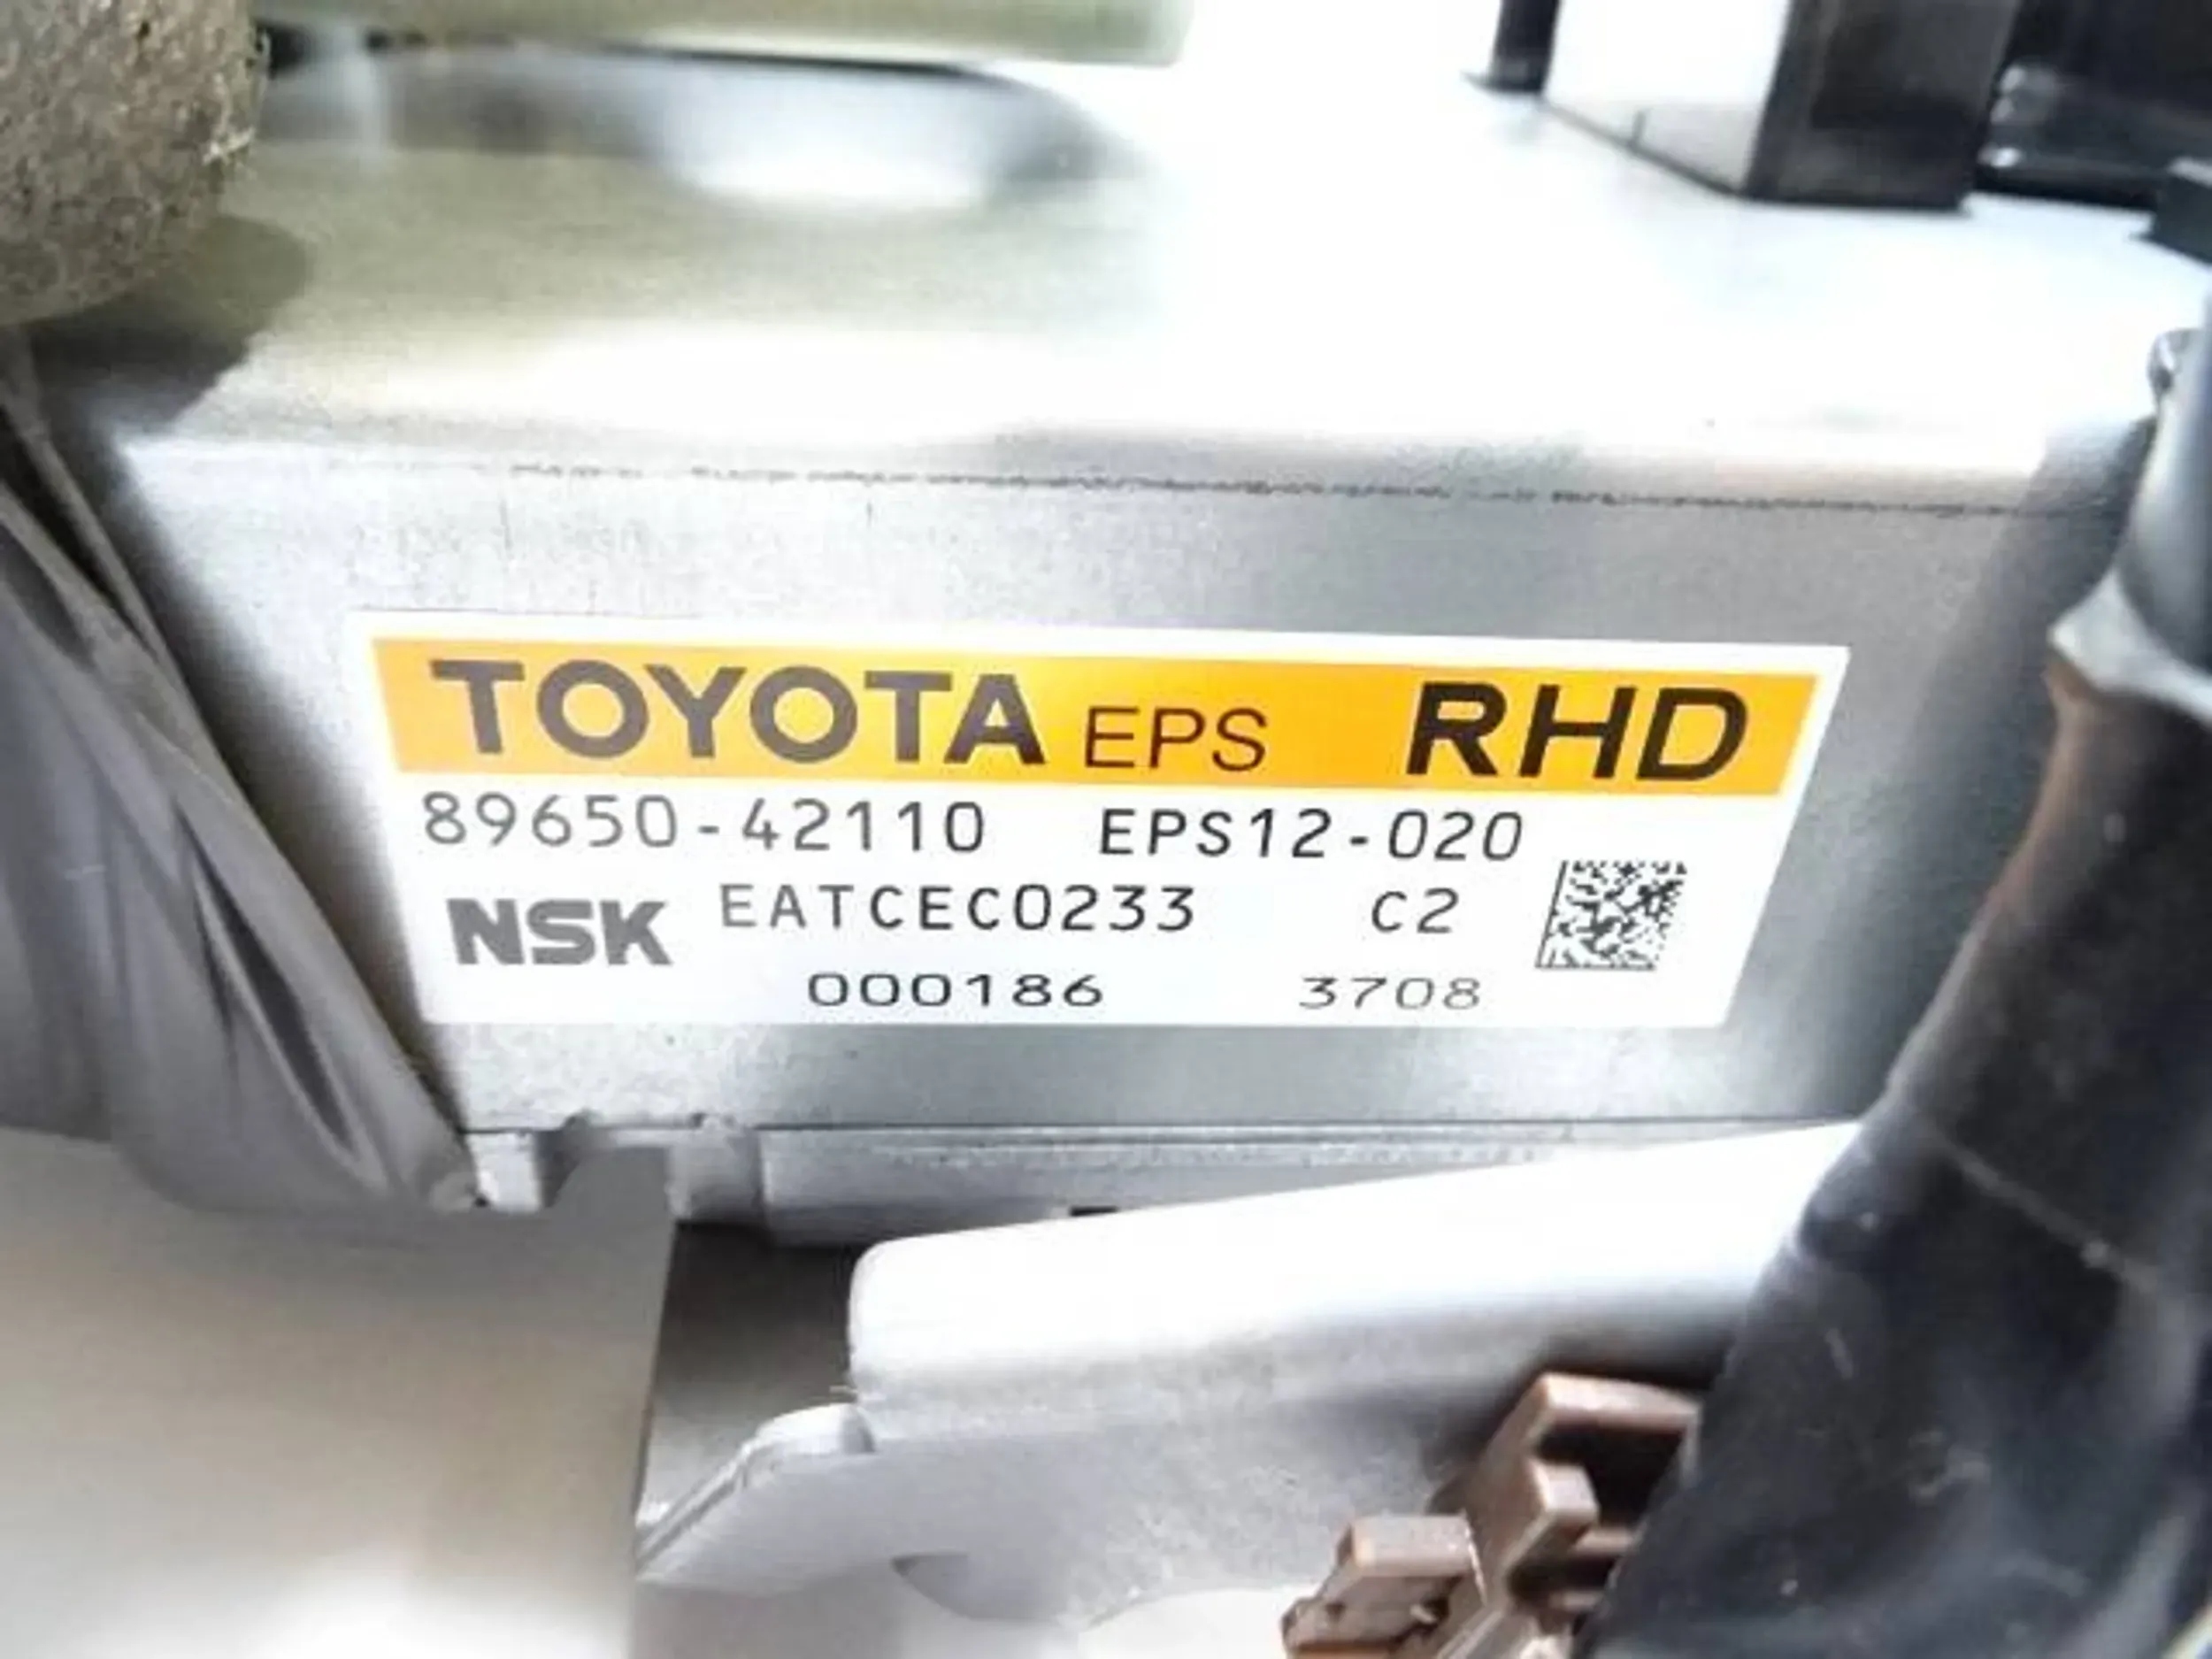 TOYOTA EPS RHD
89650-42110 EPS12-020
NSK EATCEC0233 C2
000186 3708